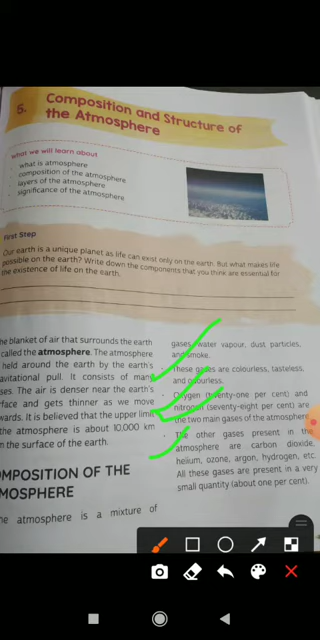 5.
Composition and Structure of
the Atmosphere
What we will learn about
· what is atmosphere
· composition of the atmosphere
· layers of the atmosphere
· significance of the atmosphere
First Step
Our earth is a unique planet as life can exist only on the earth. But what makes life
possible on the earth? Write down the components that you think are essential for
the existence of life on the earth.
he blanket of air that surrounds the earth
called the atmosphere. The atmosphere
held around the earth by the earth's
avitational pull. It consists of many
ses. The air is denser near the earth's
rface and gets thinner as we move
wards. It is believed that the upper limit
the atmosphere is about 10,000 km
m the surface of the earth.
OMPOSITION OF THE
MOSPHERE
he atmosphere is a mixture of
gases, water vapour, dust particles,
and smoke.
· These gases are colourless, tasteless,
and odourless.
· Oxygen (twenty-one per cent) and
nitrogen (seventy-eight per cent) are
the two main gases of the atmosphere.
· The other gases present in the
atmosphere are carbon dioxide,
helium, ozone, argon, hydrogen, etc.
All these gases are present in a very
small quantity (about one per cent).